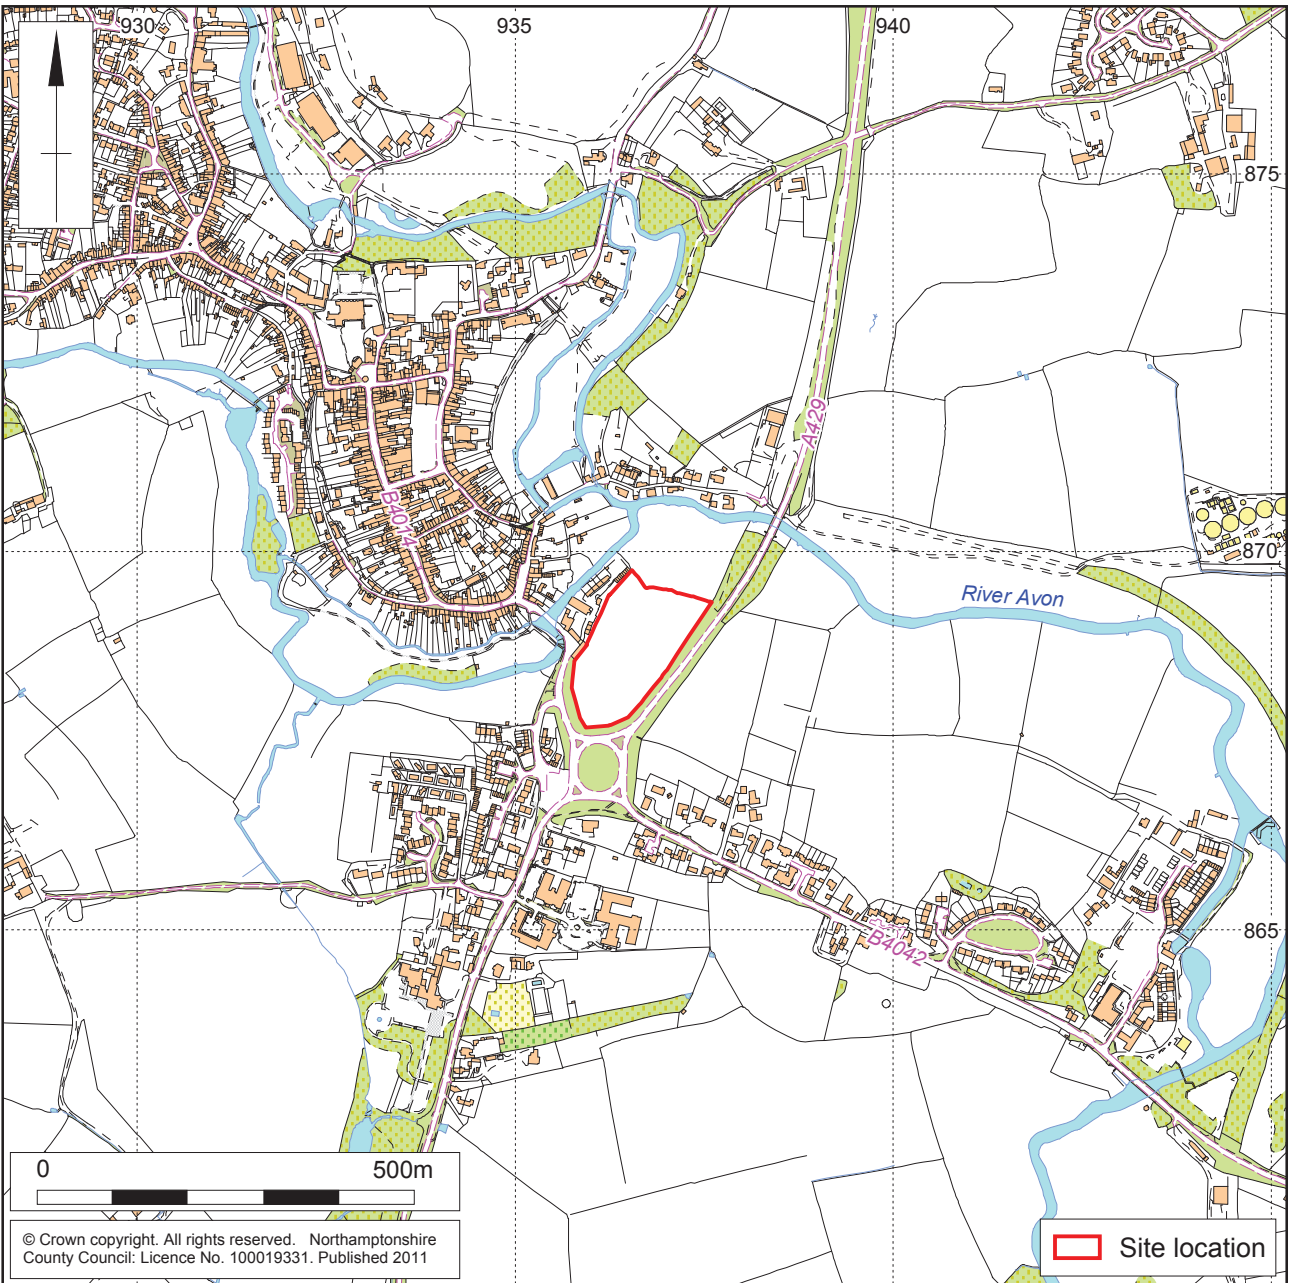 930
935
940
875
A429
B4014
870
River Avon
865
B4042
0 500m
© Crown copyright. All rights reserved. Northamptonshire
County Council: Licence No. 100019331. Published 2011
Site location